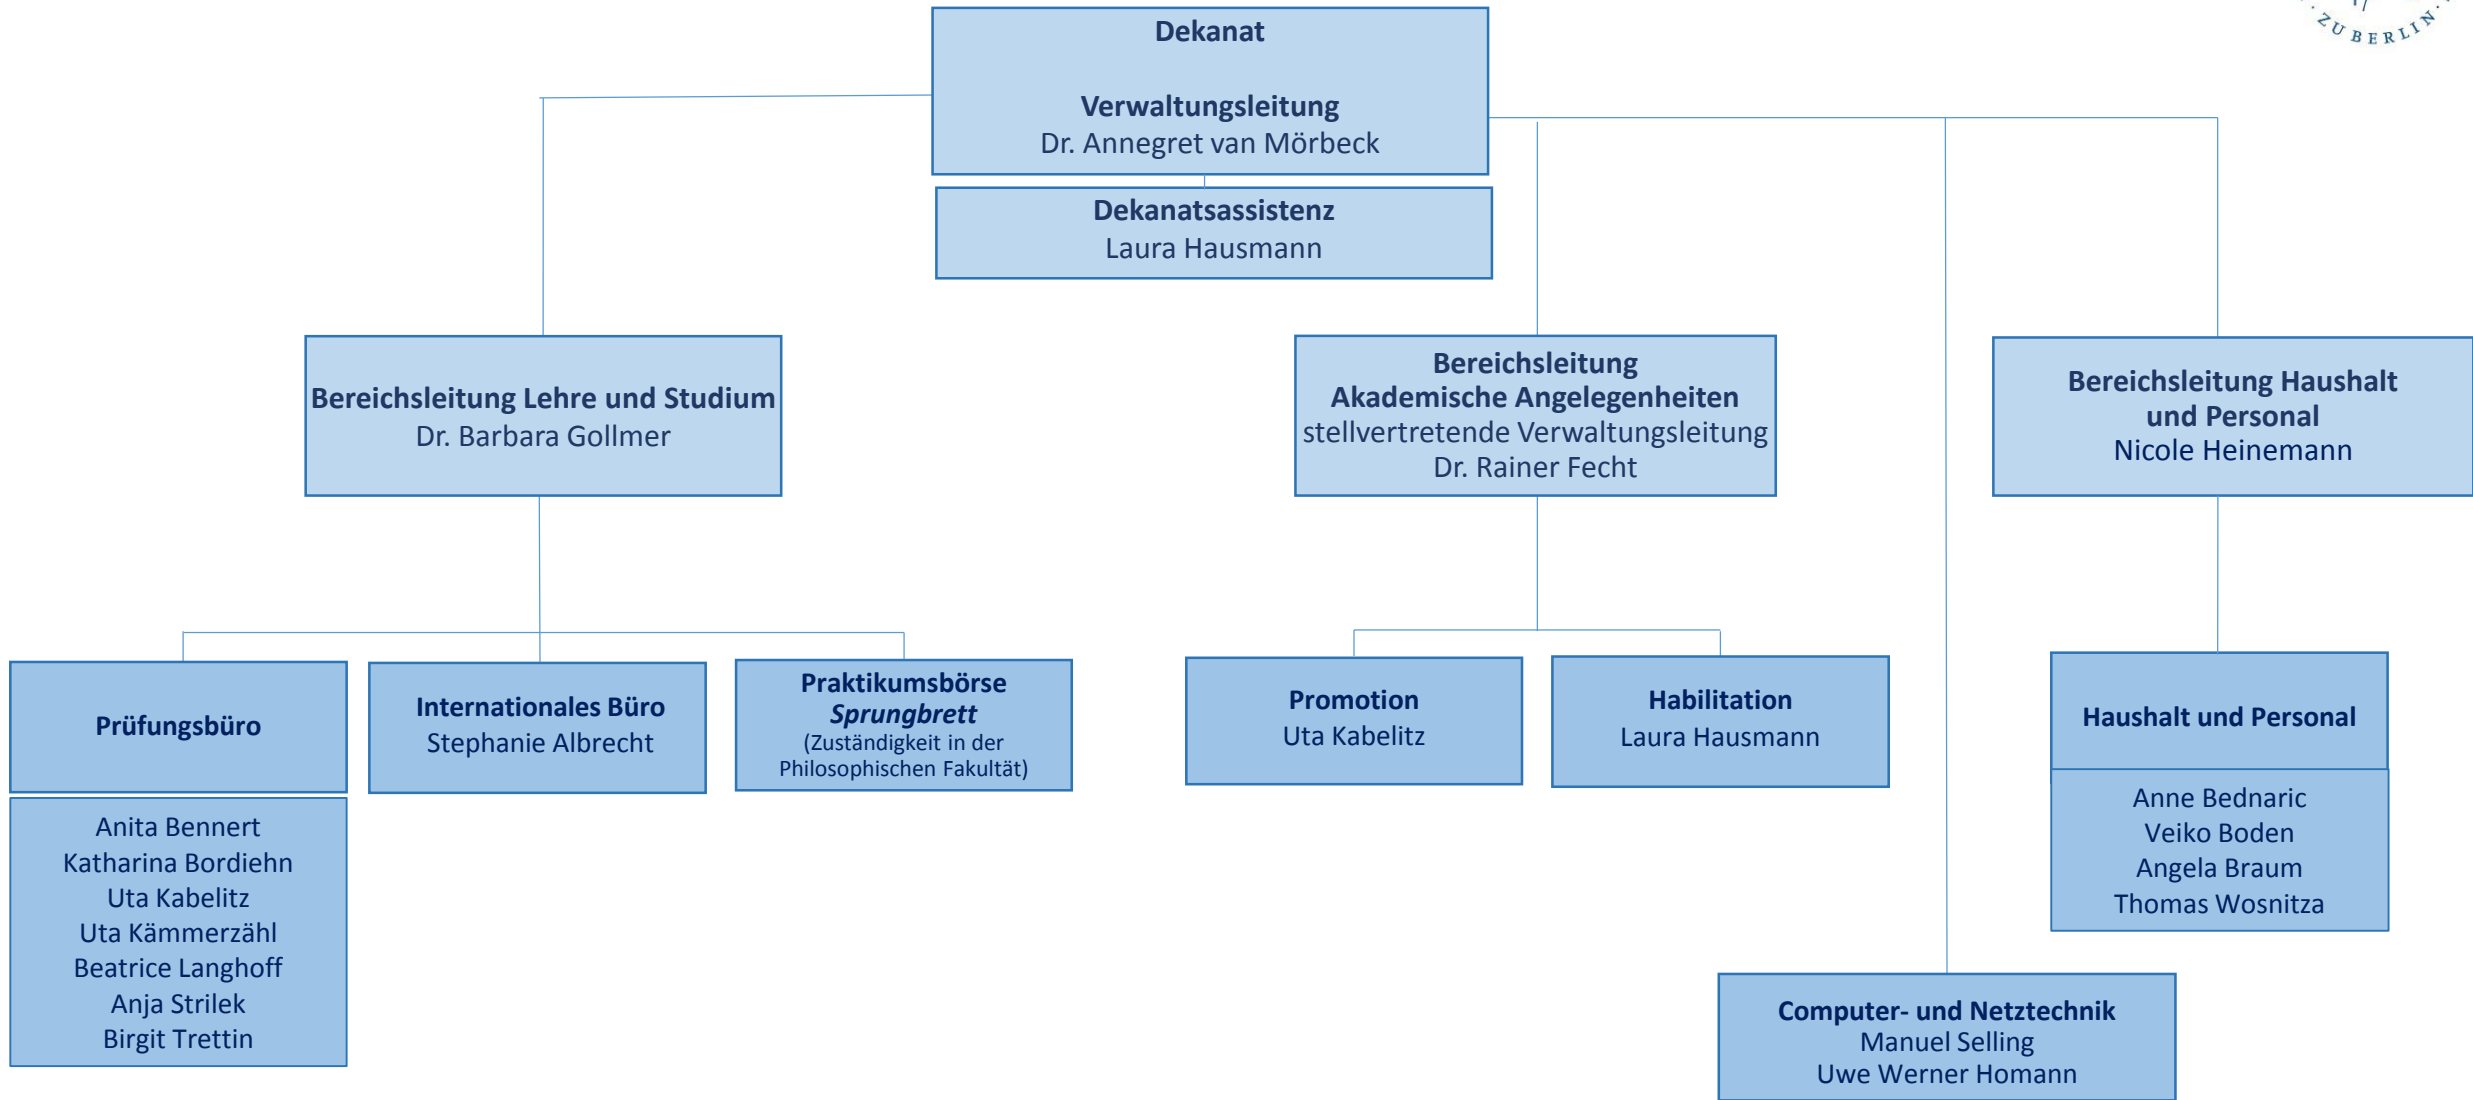 · ZU BERLIN ·
Dekanat
Verwaltungsleitung
Dr. Annegret van Mörbeck
Dekanatsassistenz
Laura Hausmann
Bereichsleitung Lehre und Studium
Dr. Barbara Gollmer
Bereichsleitung
Akademische Angelegenheiten
stellvertretende Verwaltungsleitung
Dr. Rainer Fecht
Bereichsleitung Haushalt
und Personal
Nicole Heinemann
Prüfungsbüro
Anita Bennert
Katharina Bordiehn
Uta Kabelitz
Uta Kämmerzähl
Beatrice Langhoff
Anja Strilek
Birgit Trettin
Internationales Büro
Stephanie Albrecht
Praktikumsbörse
Sprungbrett
(Zuständigkeit in der
Philosophischen Fakultät)
Promotion
Uta Kabelitz
Habilitation
Laura Hausmann
Haushalt und Personal
Anne Bednaric
Veiko Boden
Angela Braum
Thomas Wosnitza
Computer- und Netztechnik
Manuel Selling
Uwe Werner Homann